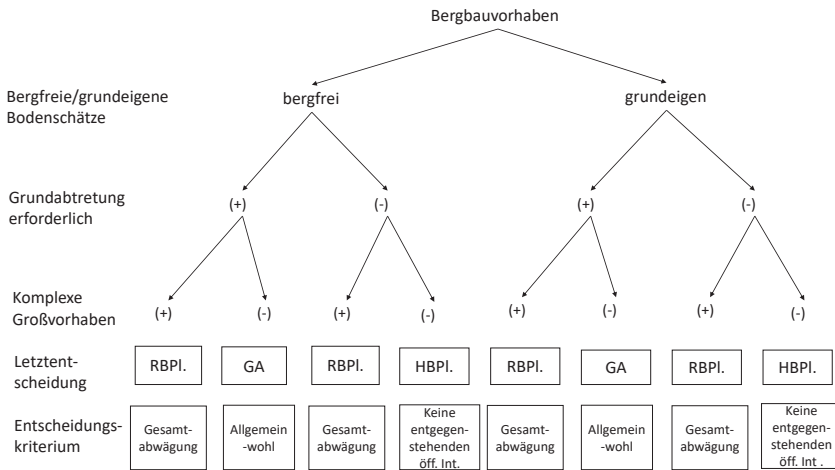 Bergbauvorhaben
Bergfreie/grundeigene
Bodenschätze
bergfrei
grundeigen
Grundabtretung
erforderlich
(+)
(-)
(+)
(-)
Komplexe
Großvorhaben
(+)
(-)
(+)
(-)
(+)
(-)
(+)
(-)
Letztent-
scheidung
RBPl.
GA
RBPl.
HBPl.
RBPl.
GA
RBPl.
HBPl.
Entscheidungs-
kriterium
Gesamt-
abwägung
Allgemein
-wohl
Gesamt-
abwägung
Keine
entgegen-
stehenden
öff. Int.
Gesamt-
abwägung
Allgemein
-wohl
Gesamt-
abwägung
Keine
entgegen-
stehenden
öff. Int .